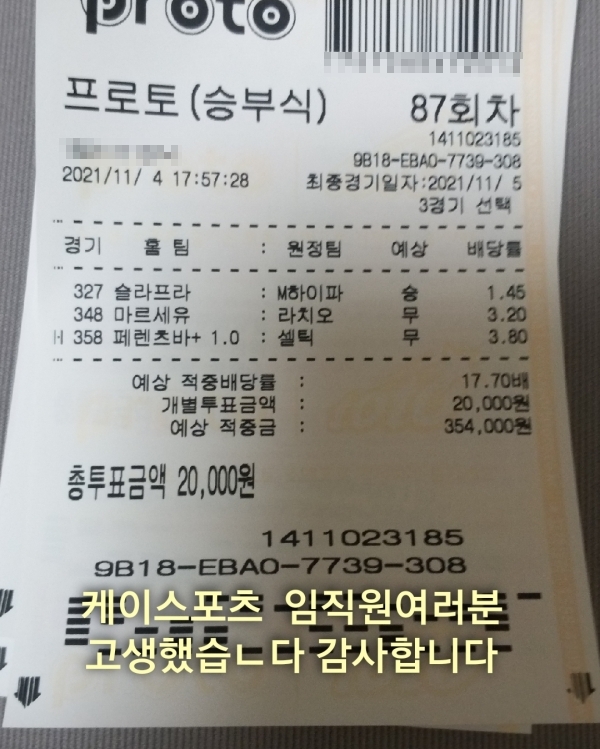 proto
프로토(승부식) 87회차
1411023185
9B18-EBA0-7739-308
2021/11/ 4 17:57:28 최종경기일자:2021/11/ 5
3경기 선택
경기 홈 팀 : 원정팀 예상 배당률
327 슬라프라 : M하이파 승 1.45
348 마르세유 : 라치오 무 3.20
H 358 페렌츠바+ 1.0 : 셀틱 무 3.80
예상 적중배당률 : 17.70배
개별투표금액 : 20,000원
예상 적중금 : 354,000원
총투표금액 20,000원
1411023185
9B18-EBA0-7739-308
케이스포츠 임직원여러분
고생했습ㄴ다 감사합니다